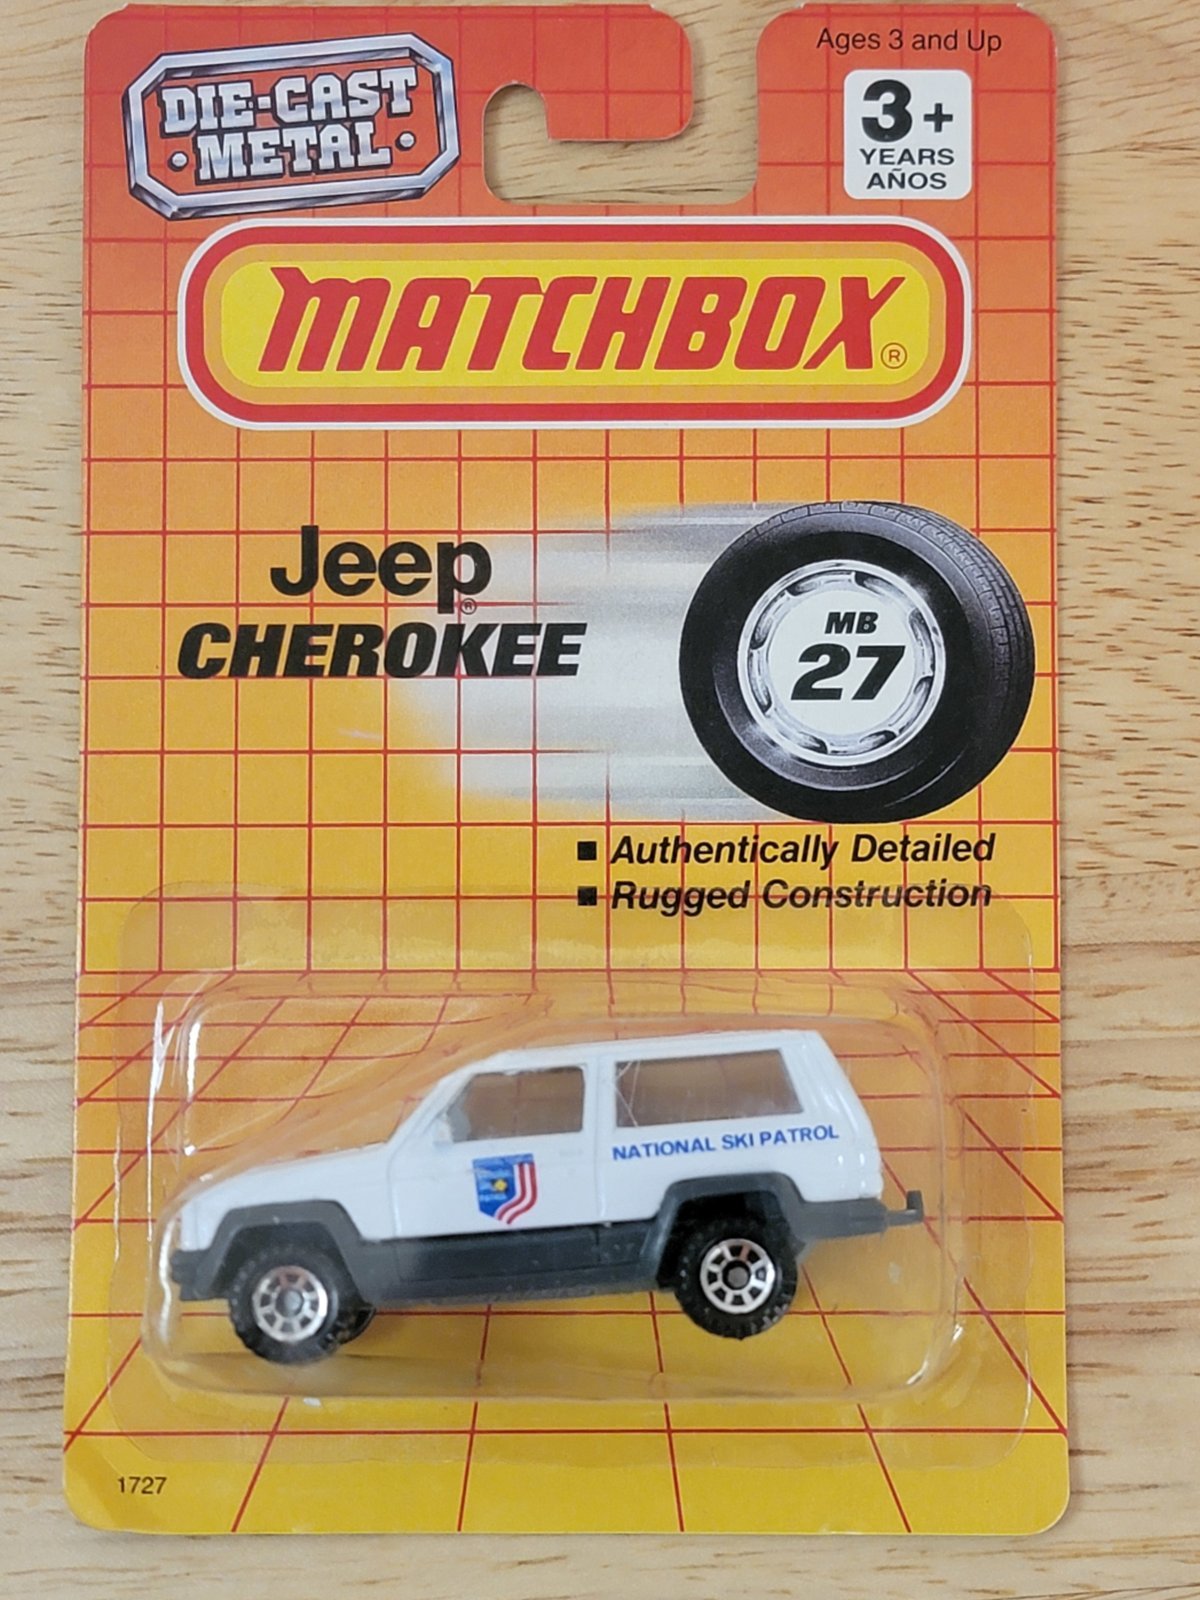 Ages 3 and Up
DIE-CAST
• METAL •
3+
YEARS
AÑOS
MATCHBOX®
Jeep®
CHEROKEE
MB
27
■ Authentically Detailed
■ Rugged Construction
NATIONAL SKI PATROL
PATROL
1727